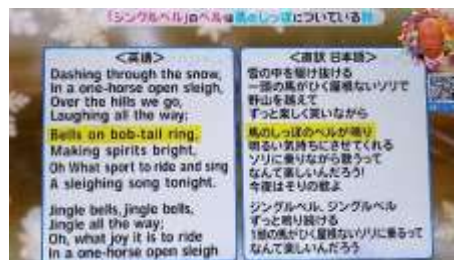 「シングルベル」のベルは馬のしっぽについている
<英語>
Dashing through the snow,
In a one-horse open sleigh,
Over the hills we go,
Laughing all the way;
Bells on bob-tail ring,
Making spirits bright,
Oh What sport to ride and sing
A sleighing song tonight.
Jingle bells, jingle bells,
Jingle all the way;
Oh, what joy it is to ride
In a one-horse open sleigh
<直訳 日本語>
雪の中を駆け抜ける
一頭の馬がひく屋根ないソリで
野山を越えて
ずっと楽しく笑いながら
馬のしっぽのベルが鳴り
明るい気持ちにさせてくれる
ソリに乗りながら歌うって
なんて楽しいんだろう!
今夜はそりの歌よ
ジングルベル、ジングルベル
ずっと鳴り続ける
1頭の馬がひく屋根ないソリに乗るって
なんて楽しいんだろう